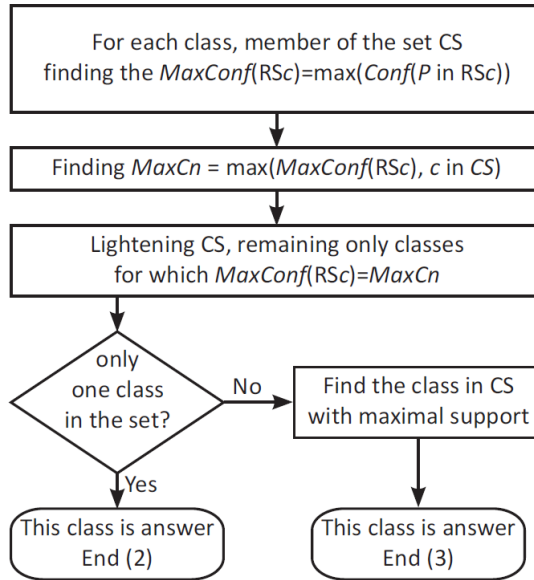 For each class, member of the set CS
finding the MaxConf(RSc)=max(Conf(P in RSc))
Finding MaxCn = max(MaxConf(RSc), c in CS)
Lightening CS, remaining only classes
for which MaxConf(RSc)=MaxCn
only
one class
in the set?
No
Find the class in CS
with maximal support
Yes
This class is answer
End (2)
This class is answer
End (3)